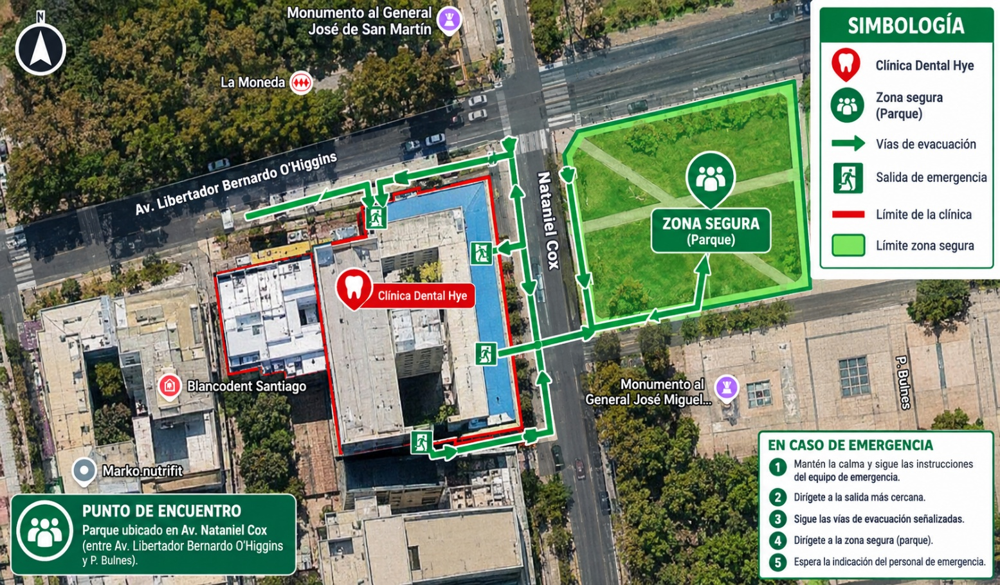 N
Monumento al General
José de San Martín
La Moneda
Av. Libertador Bernardo O'Higgins
Nataniel Cox
ZONA SEGURA
(Parque)
Clínica Dental Hye
Blancodent Santiago
Monumento al
General José Miguel...
P. Bulnes
Marko.nutrifit
PUNTO DE ENCUENTRO
Parque ubicado en Av. Nataniel Cox
(entre Av. Libertador Bernardo O'Higgins
y P. Bulnes).
SIMBOLOGÍA
Clínica Dental Hye
Zona segura
(Parque)
Vías de evacuación
Salida de emergencia
Límite de la clínica
Límite zona segura
EN CASO DE EMERGENCIA
1 Mantén la calma y sigue las instrucciones
del equipo de emergencia.
2 Dirígete a la salida más cercana.
3 Sigue las vías de evacuación señalizadas.
4 Dirígete a la zona segura (parque).
5 Espera la indicación del personal de emergencia.